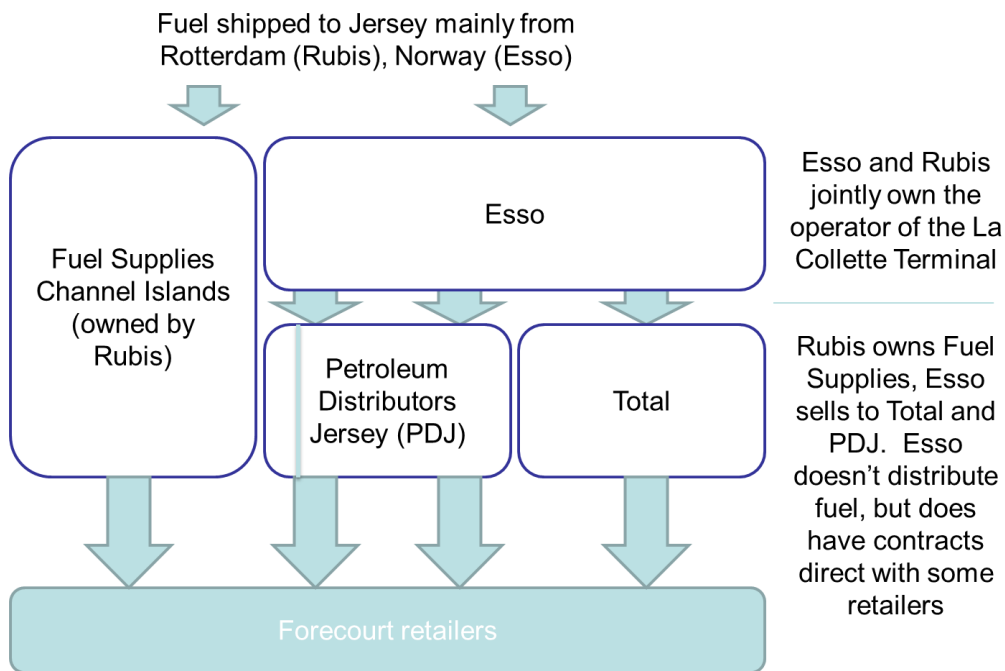 Fuel shipped to Jersey mainly from
Rotterdam (Rubis), Norway (Esso)
Fuel Supplies
Channel Islands
(owned by
Rubis)
Esso
Esso and Rubis
jointly own the
operator of the La
Collette Terminal
Petroleum
Distributors
Jersey (PDJ)
Total
Rubis owns Fuel
Supplies, Esso
sells to Total and
PDJ.  Esso
doesn’t distribute
fuel, but does
have contracts
direct with some
retailers
Forecourt retailers